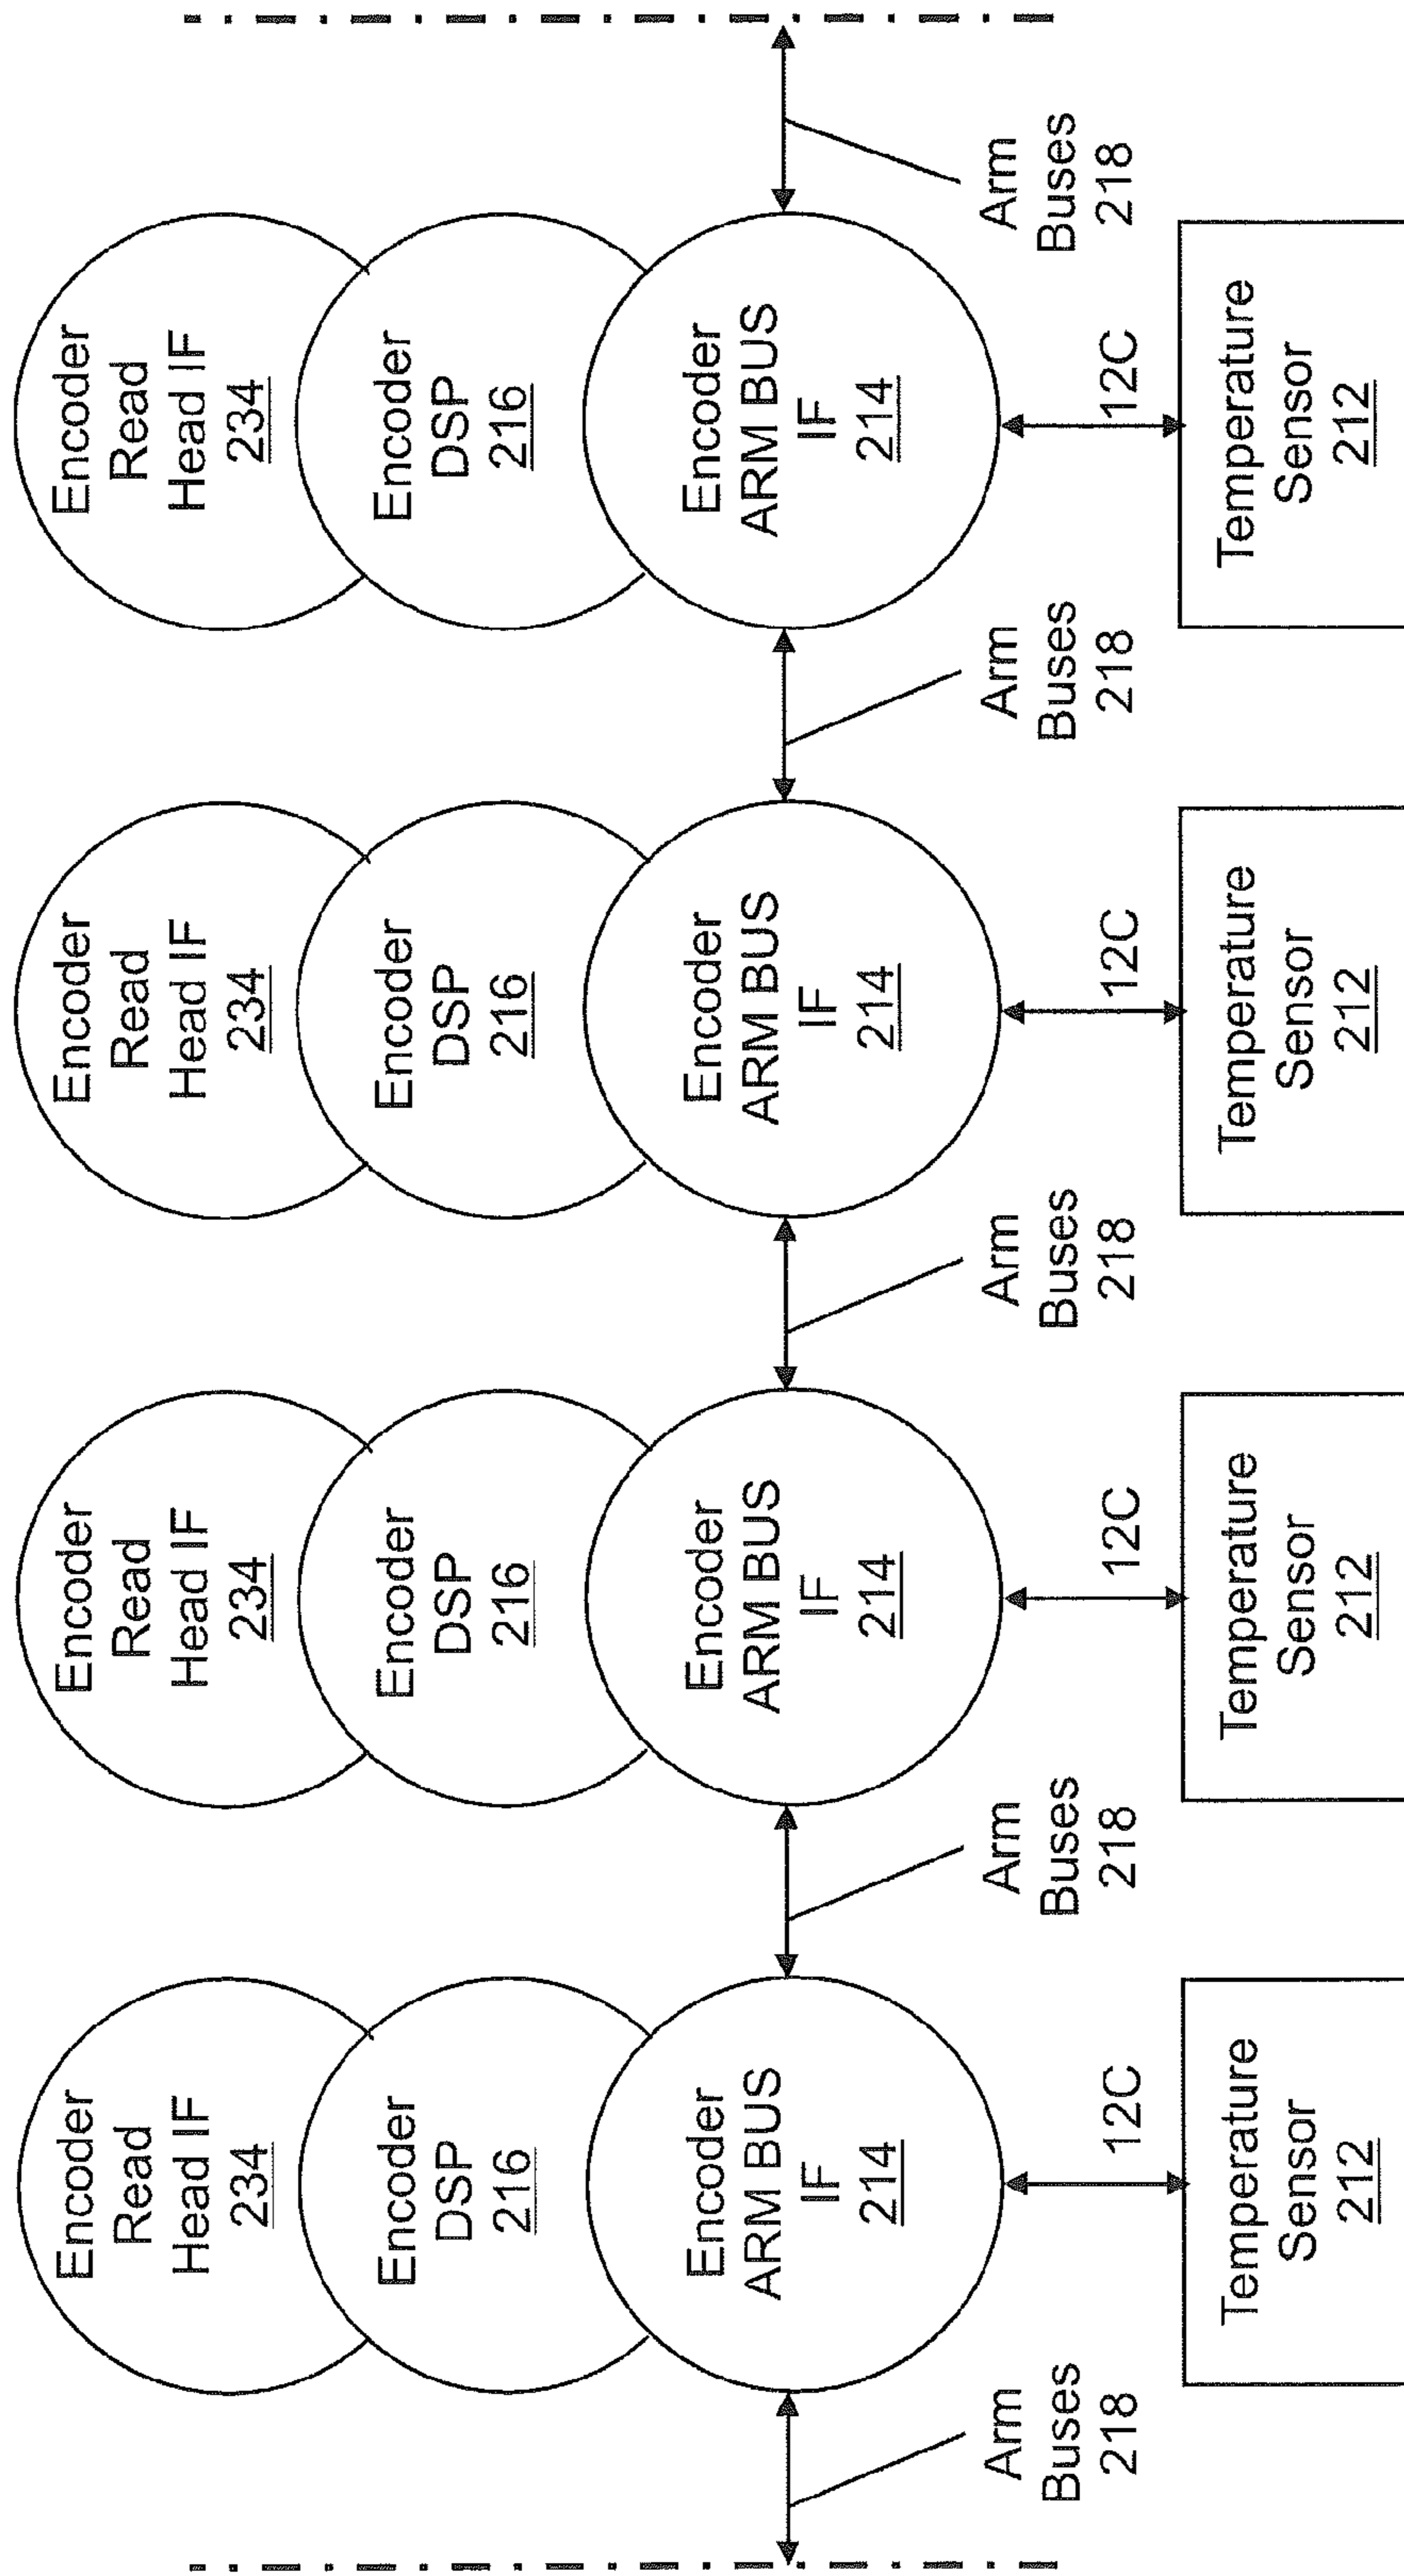 Encoder
Read
Head IF
234
Encoder
DSP
216
Encoder
ARM BUS
IF
214
Arm
Buses
218
12C
Temperature
Sensor
212
Encoder
Read
Head IF
234
Encoder
DSP
216
Encoder
ARM BUS
IF
214
Arm
Buses
218
12C
Temperature
Sensor
212
Encoder
Read
Head IF
234
Encoder
DSP
216
Encoder
ARM BUS
IF
214
Arm
Buses
218
12C
Temperature
Sensor
212
Encoder
Read
Head IF
234
Encoder
DSP
216
Encoder
ARM BUS
IF
214
Arm
Buses
218
12C
Temperature
Sensor
212
Arm
Buses
218